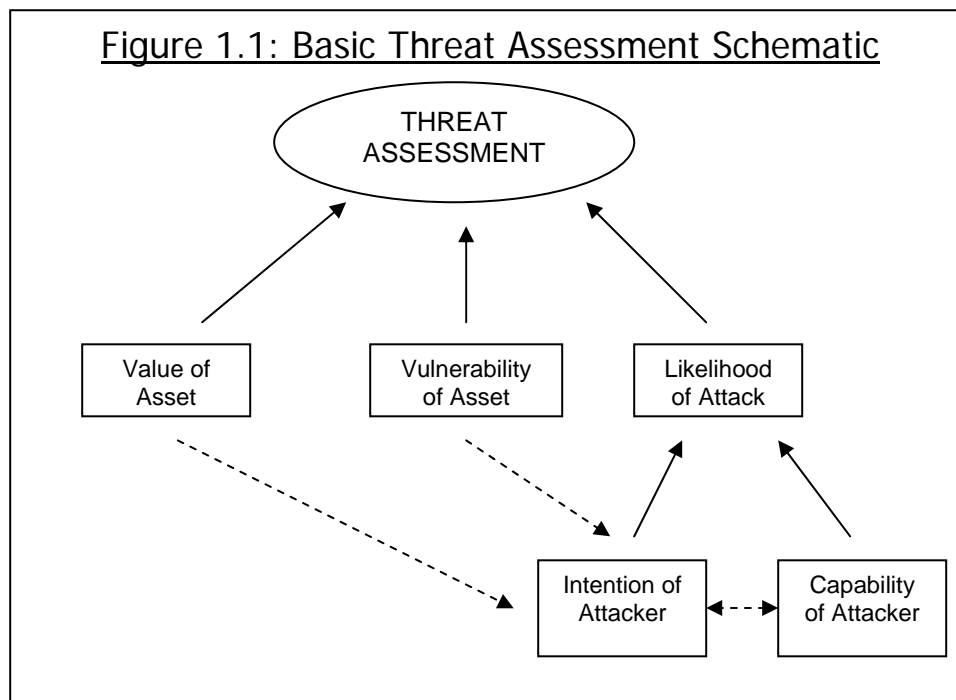 Figure 1.1: Basic Threat Assessment Schematic
THREAT
ASSESSMENT
Value of
Asset
Vulnerability
of Asset
Likelihood
of Attack
Intention of
Attacker
Capability
of Attacker